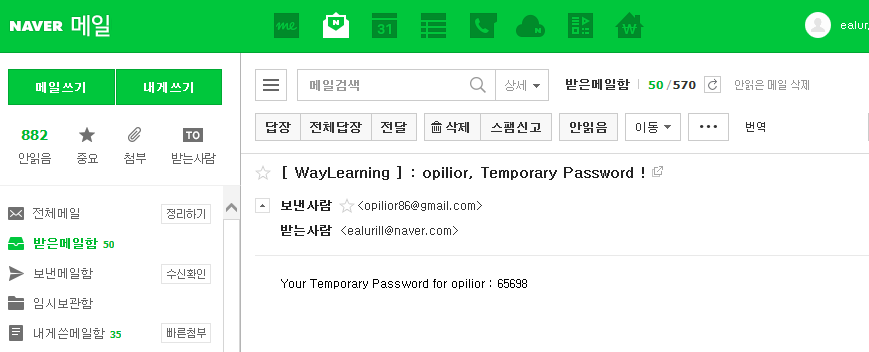 NAVER 메일
me N 31 N ₩
ealur
메일쓰기 내게쓰기
메일검색 상세
받은메일함 50 / 570 안읽은 메일 삭제
답장 전체답장 전달 삭제 스팸신고 안읽음 이동 ••• 번역
882 TO
안읽음 중요 첨부 받는사람
[ WayLearning ] : opilior, Temporary Password !
보낸사람 <opilior86@gmail.com>
받는사람 <ealurill@naver.com>
Your Temporary Password for opilior : 65698
전체메일 정리하기
받은메일함 50
보낸메일함 수신확인
임시보관함
내게쓴메일함 35 빠른첨부